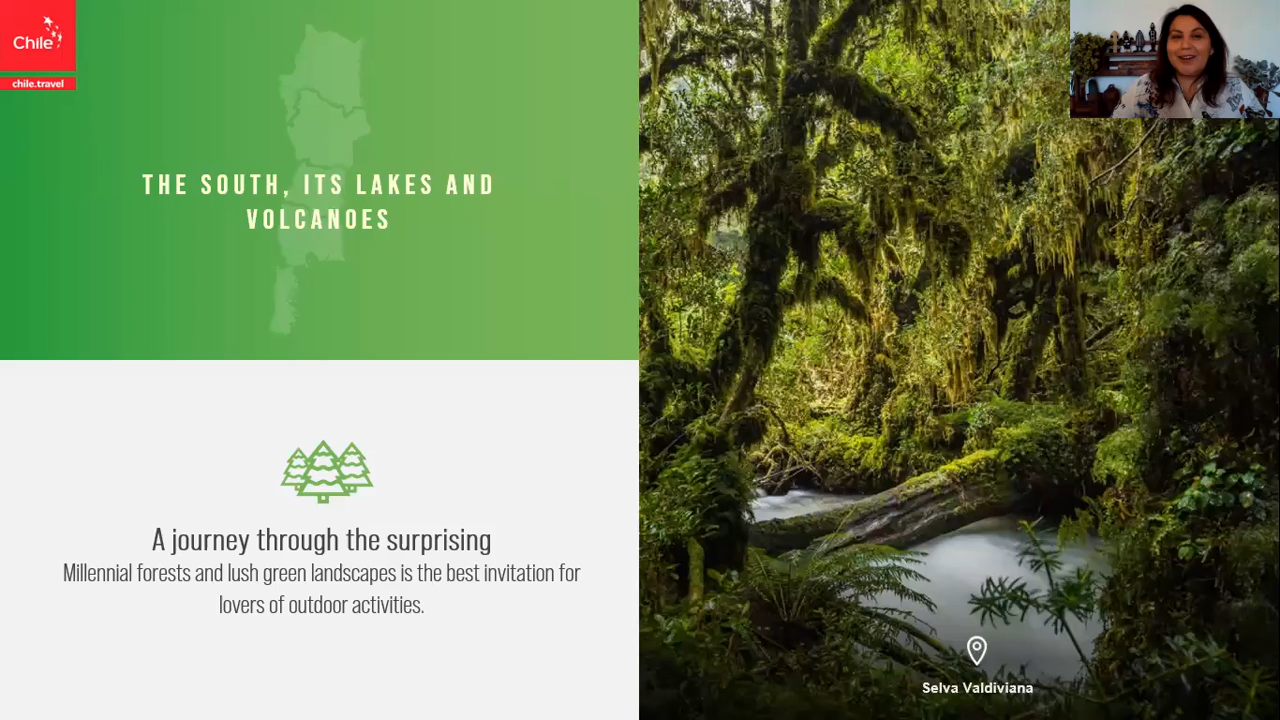 Chile
chile.travel
THE SOUTH, ITS LAKES AND
VOLCANOES
A journey through the surprising
Millennial forests and lush green landscapes is the best invitation for
lovers of outdoor activities.
Selva Valdiviana